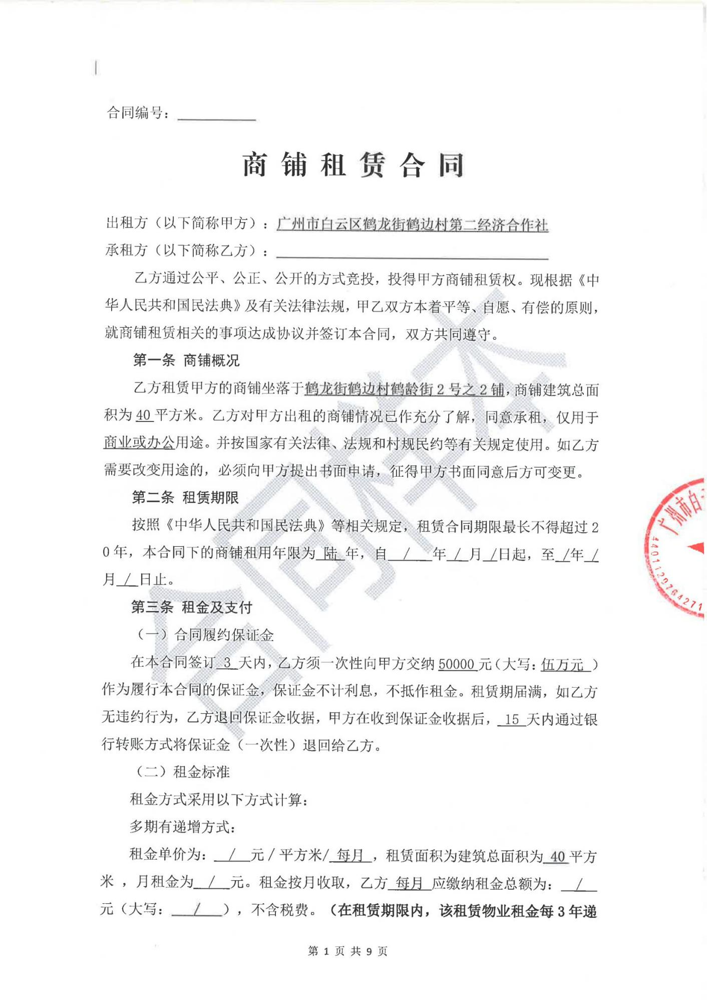 合同编号：
商铺租赁合同
出租方（以下简称甲方）：广州市白云区鹤龙街鹤边村第二经济合作社
承租方（以下简称乙方）：
乙方通过公平、公正、公开的方式竞投，投得甲方商铺租赁权。现根据《中
华人民共和国民法典》及有关法律法规，甲乙双方本着平等、自愿、有偿的原则，
就商铺租赁相关的事项达成协议并签订本合同，双方共同遵守。
第一条 商铺概况
乙方租赁甲方的商铺坐落于鹤龙街鹤边村鹤龄街2号之2铺，商铺建筑总面
积为 40 平方米。乙方对甲方出租的商铺情况已作充分了解，同意承租，仅用于
商业或办公用途。并按国家有关法律、法规和村规民约等有关规定使用。如乙方
需要改变用途的，必须向甲方提出书面申请，征得甲方书面同意后方可变更。
第二条 租赁期限
按照《中华人民共和国民法典》等相关规定，租赁合同期限最长不得超过2
0年，本合同下的商铺租用年限为 陆 年，自 / 年 / 月 /日起，至 /年 /
月 / 日止。
第三条 租金及支付
（一）合同履约保证金
在本合同签订 3 天内，乙方须一次性向甲方交纳 50000 元（大写：伍万元 ）
作为履行本合同的保证金，保证金不计利息，不抵作租金。租赁期届满，如乙方
无违约行为，乙方退回保证金收据，甲方在收到保证金收据后， 15 天内通过银
行转账方式将保证金（一次性）退回给乙方。
（二）租金标准
租金方式采用以下方式计算：
多期有递增方式：
租金单价为： / 元/平方米/ 每月 ，租赁面积为建筑总面积为 40 平方
米 ，月租金为 / 元。租金按月收取，乙方 每月 应缴纳租金总额为： /
元（大写： / ），不含税费。（在租赁期限内，该租赁物业租金每3年递
第 1 页 共 9 页
合同样本
广州市白云
4401120764271